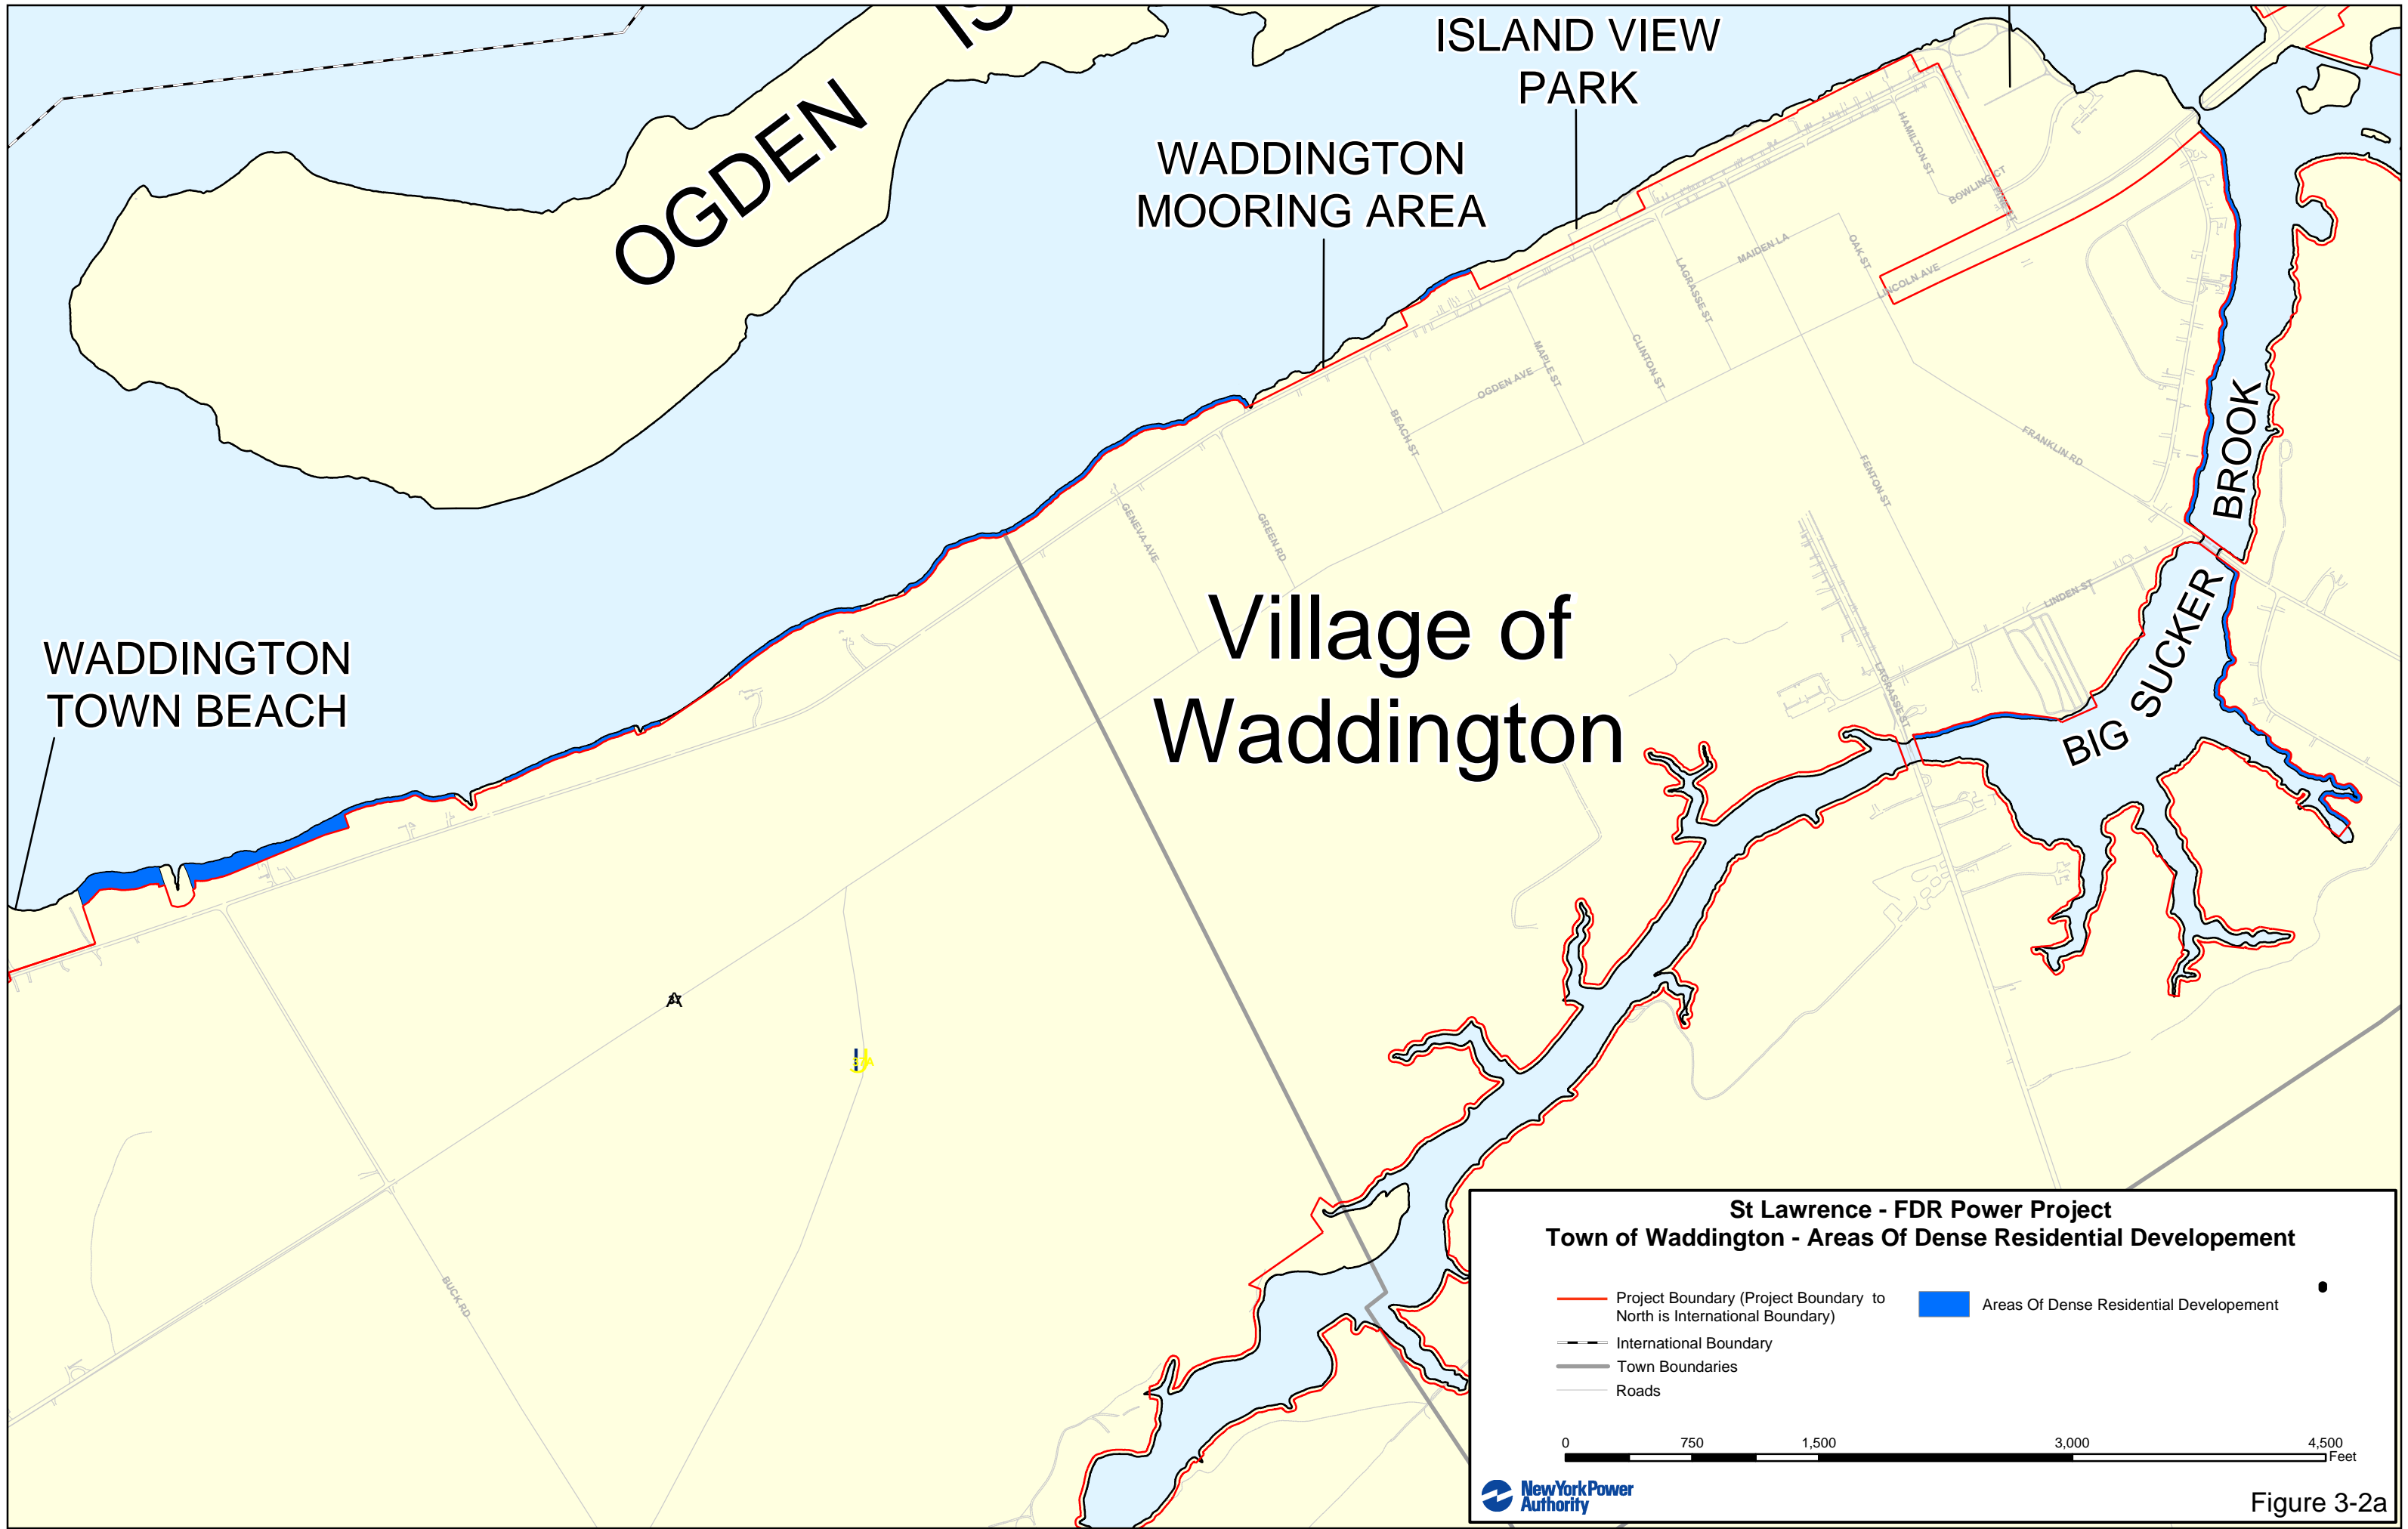 IS
OGDEN
ISLAND VIEW
PARK
WADDINGTON
MOORING AREA
HAMILTON ST
BOWLING CT
OAK ST
MAIDEN LA
LINCOLN AVE
LAGRASSE ST
CLINTON ST
MAPLE ST
OGDEN AVE
BEACH ST
FRANKLIN RD
FENTON ST
GENEVA AVE
GREEN RD
BROOK
SUCKER
BIG
LINDEN ST
LAGRASSE ST
Village of
Waddington
WADDINGTON
TOWN BEACH
BUCK RD
St Lawrence - FDR Power Project
Town of Waddington - Areas Of Dense Residential Developement
Project Boundary (Project Boundary to
North is International Boundary)
Areas Of Dense Residential Developement
International Boundary
Town Boundaries
Roads
0 750 1,500 3,000 4,500
Feet
NewYorkPower
Authority
Figure 3-2a